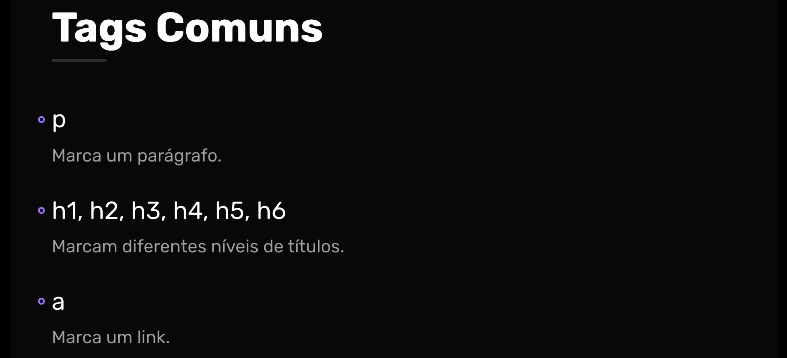 Tags Comuns
p
Marca um parágrafo.
h1, h2, h3, h4, h5, h6
Marcam diferentes níveis de títulos.
a
Marca um link.